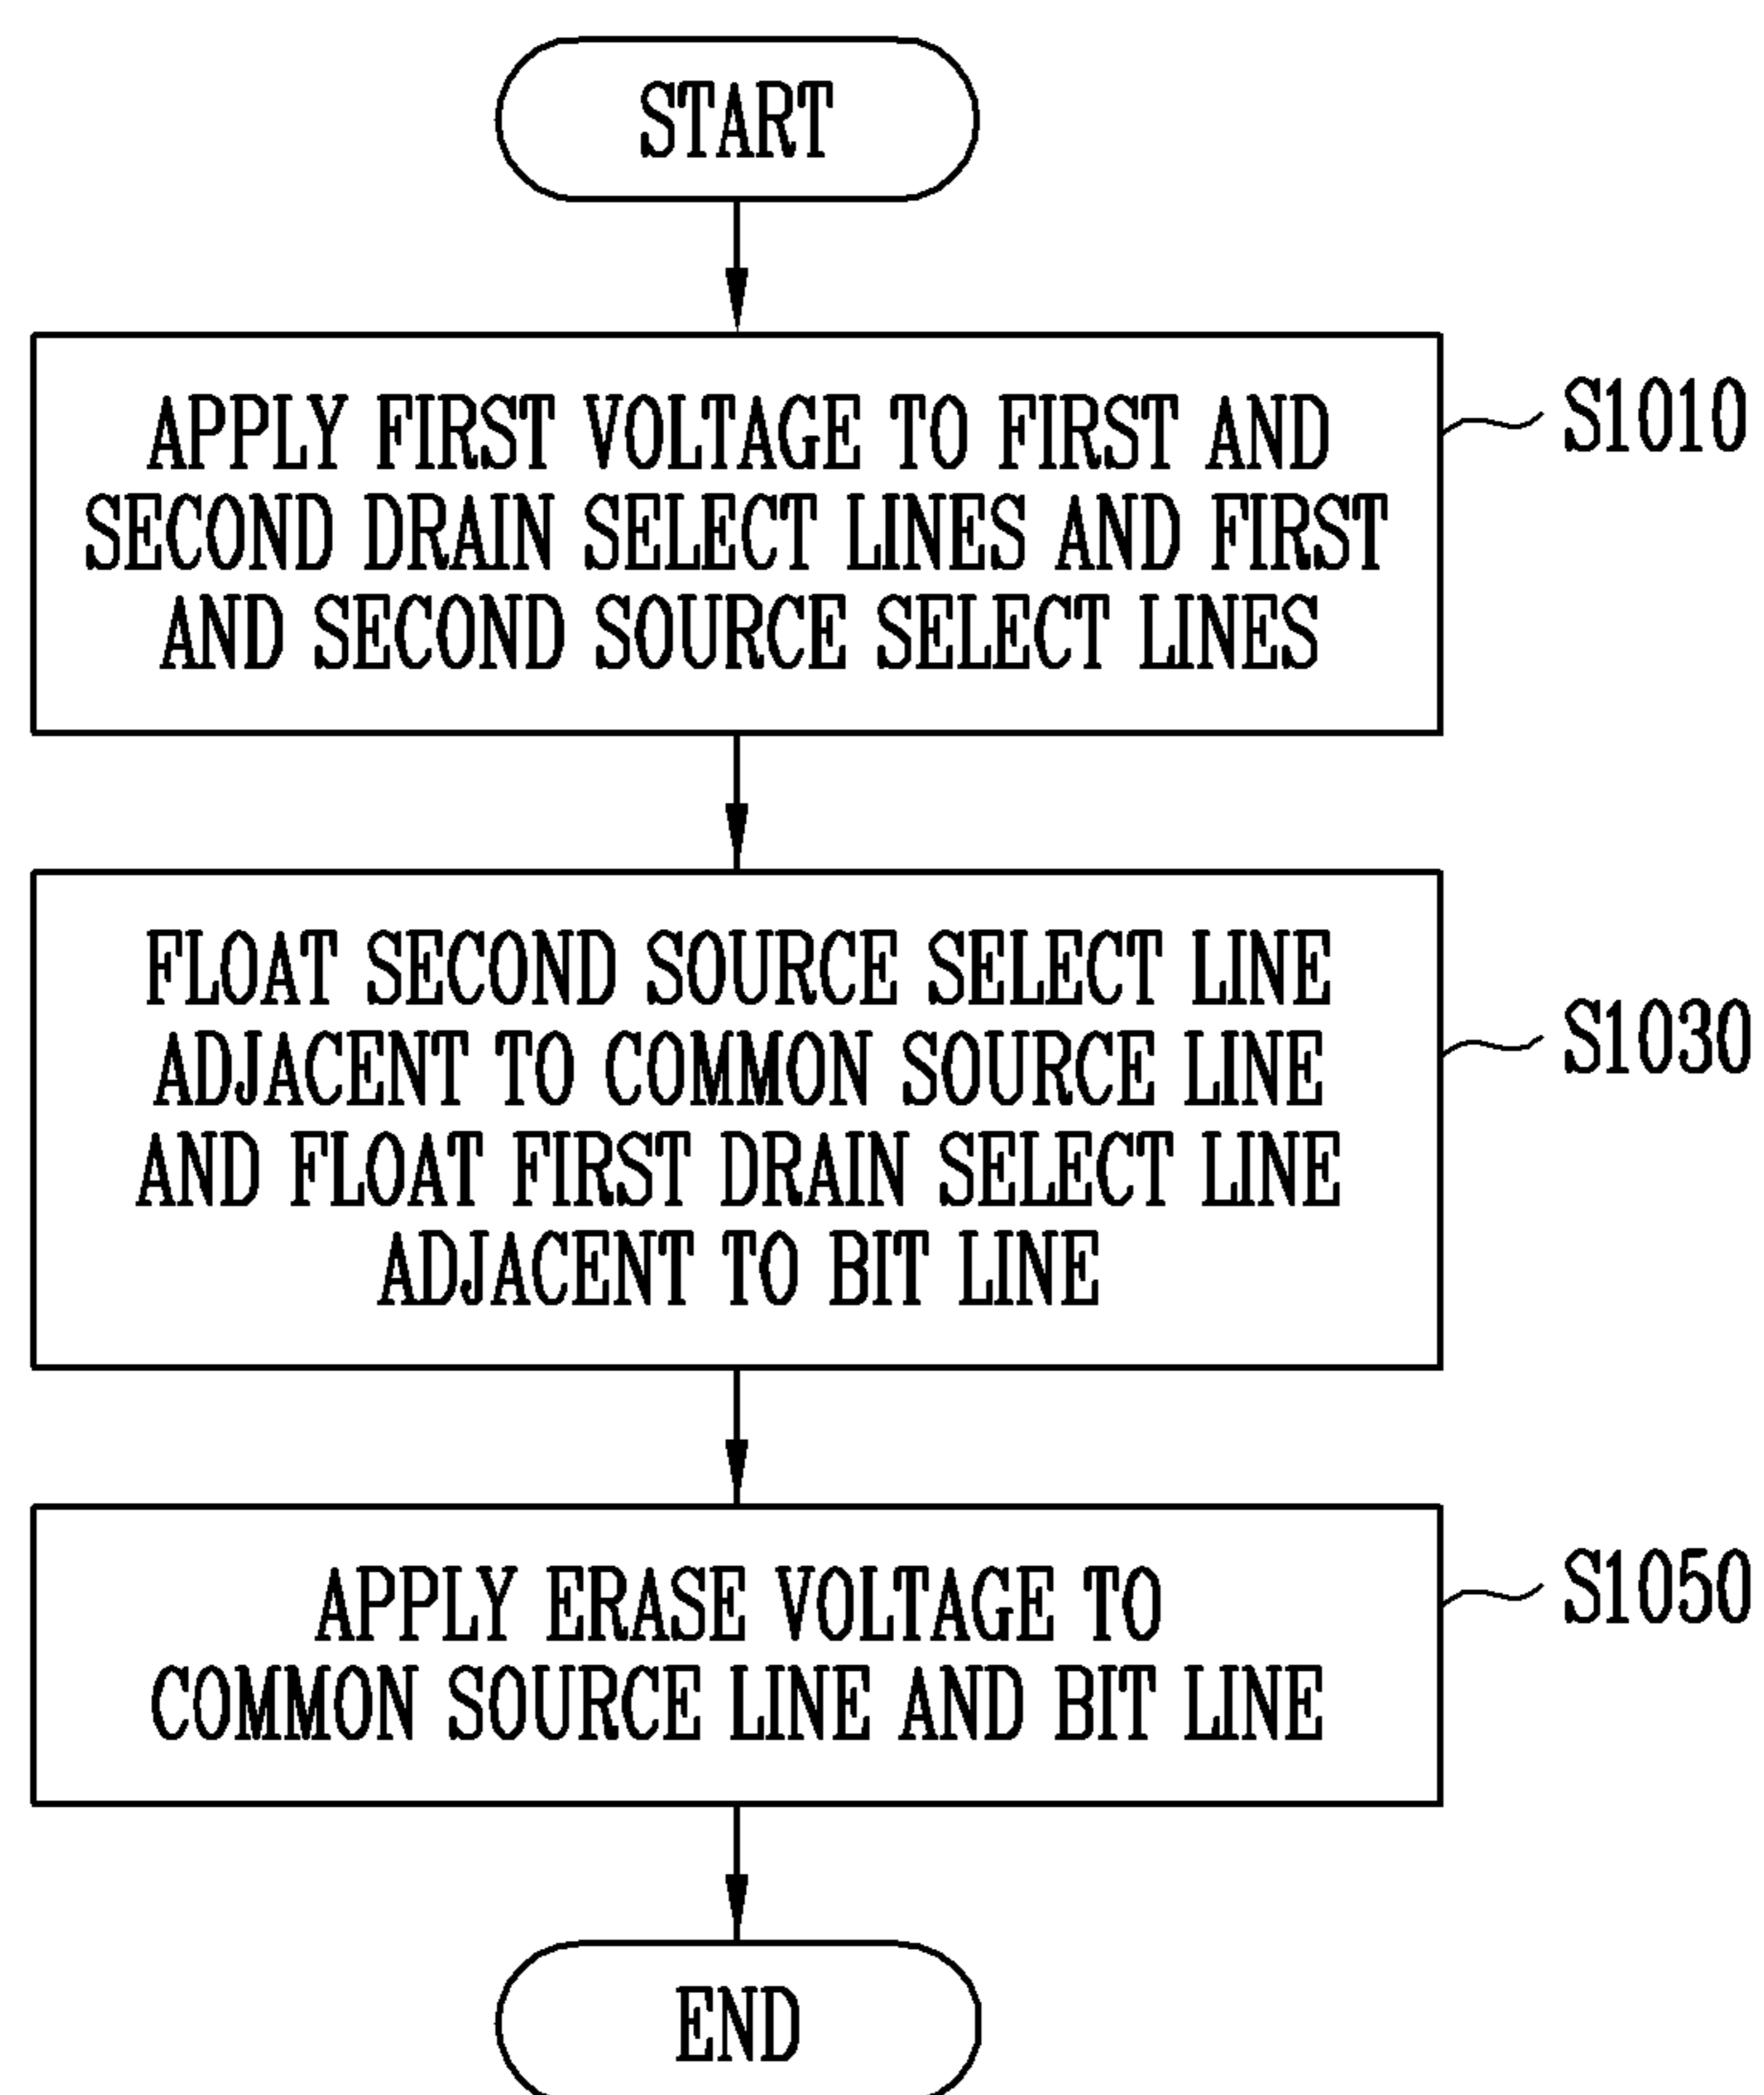 START
APPLY FIRST VOLTAGE TO FIRST AND
SECOND DRAIN SELECT LINES AND FIRST
AND SECOND SOURCE SELECT LINES
S1010
FLOAT SECOND SOURCE SELECT LINE
ADJACENT TO COMMON SOURCE LINE
AND FLOAT FIRST DRAIN SELECT LINE
ADJACENT TO BIT LINE
S1030
APPLY ERASE VOLTAGE TO
COMMON SOURCE LINE AND BIT LINE
S1050
END